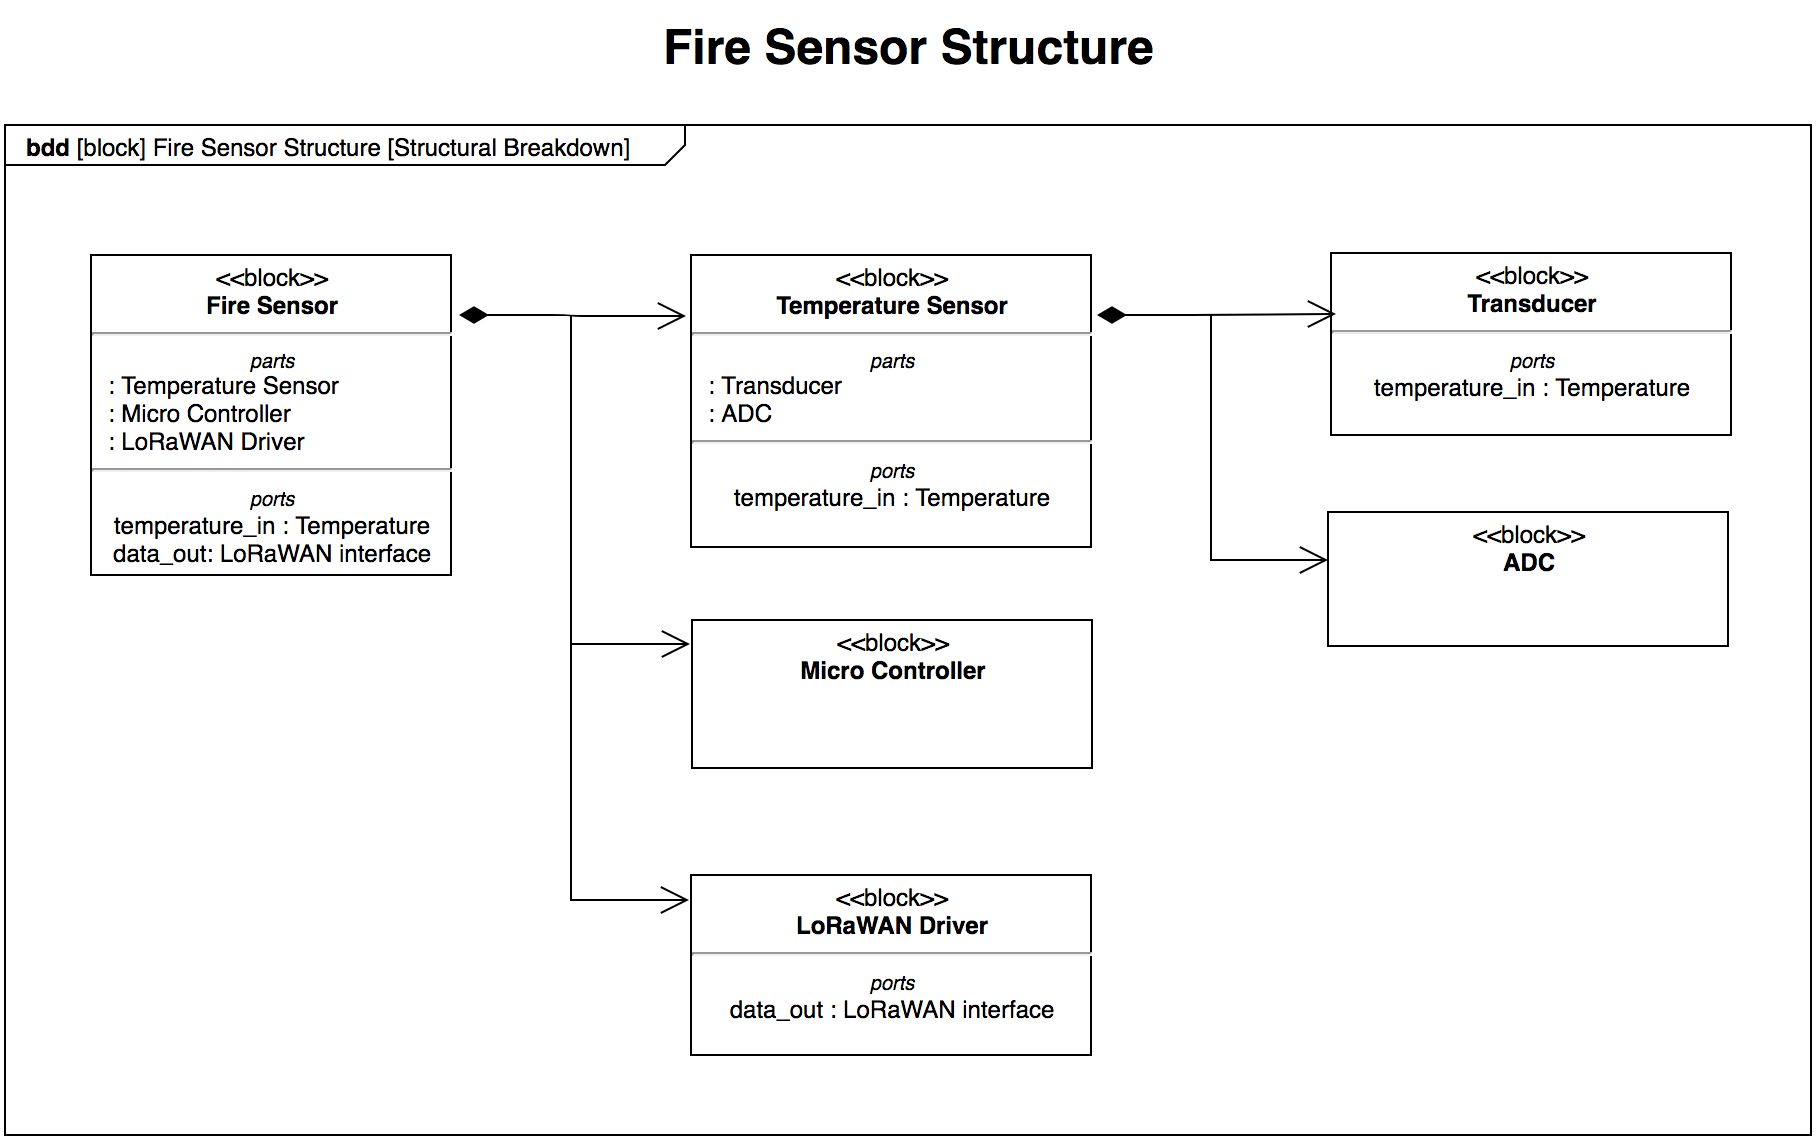 Fire Sensor Structure
bdd [block] Fire Sensor Structure [Structural Breakdown]
<<block>>
Fire Sensor
parts
: Temperature Sensor
: Micro Controller
: LoRaWAN Driver
ports
temperature_in : Temperature
data_out: LoRaWAN interface
<<block>>
Temperature Sensor
parts
: Transducer
: ADC
ports
temperature_in : Temperature
<<block>>
Transducer
ports
temperature_in : Temperature
<<block>>
ADC
<<block>>
Micro Controller
<<block>>
LoRaWAN Driver
ports
data_out : LoRaWAN interface